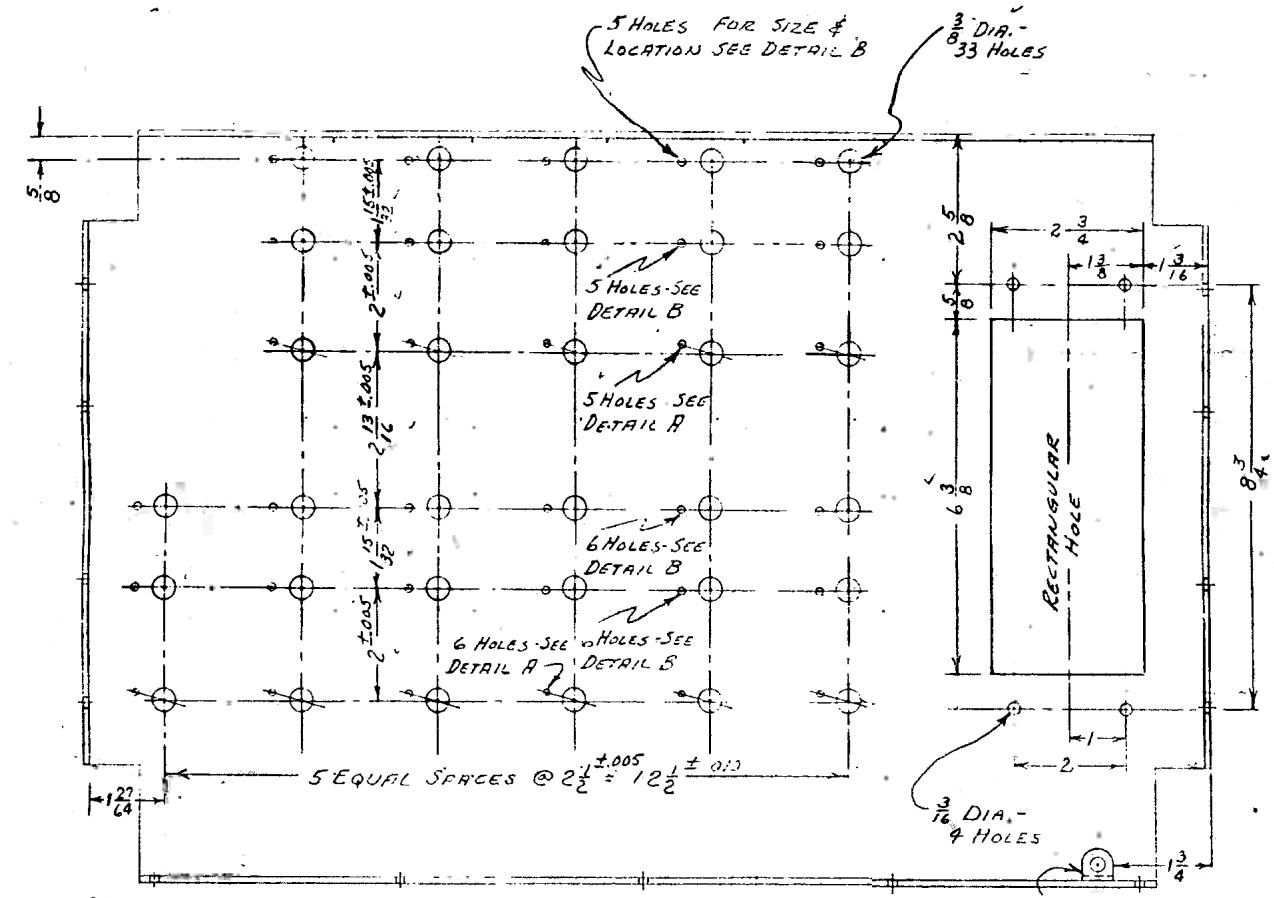 5 HOLES FOR SIZE &
LOCATION SEE DETAIL B
3/8 DIA.-
33 HOLES
5/8
1 15/32 ±.005
2 ±.005
2 13/16 ±.005
1 15/32
2 ±.005
5 HOLES-SEE
DETAIL B
5 HOLES SEE
DETAIL A
6 HOLES-SEE
DETAIL B
6 HOLES-SEE
DETAIL A
HOLES-SEE
DETAIL B
2 5/8
5/8
6 3/8
2 3/4
1 3/8
1 3/16
RECTANGULAR
HOLE
8 3/4
1
2
5 EQUAL SPACES @ 2 1/2 ±.005 = 12 1/2
1 27/64
3/16 DIA.-
4 HOLES
1 3/4